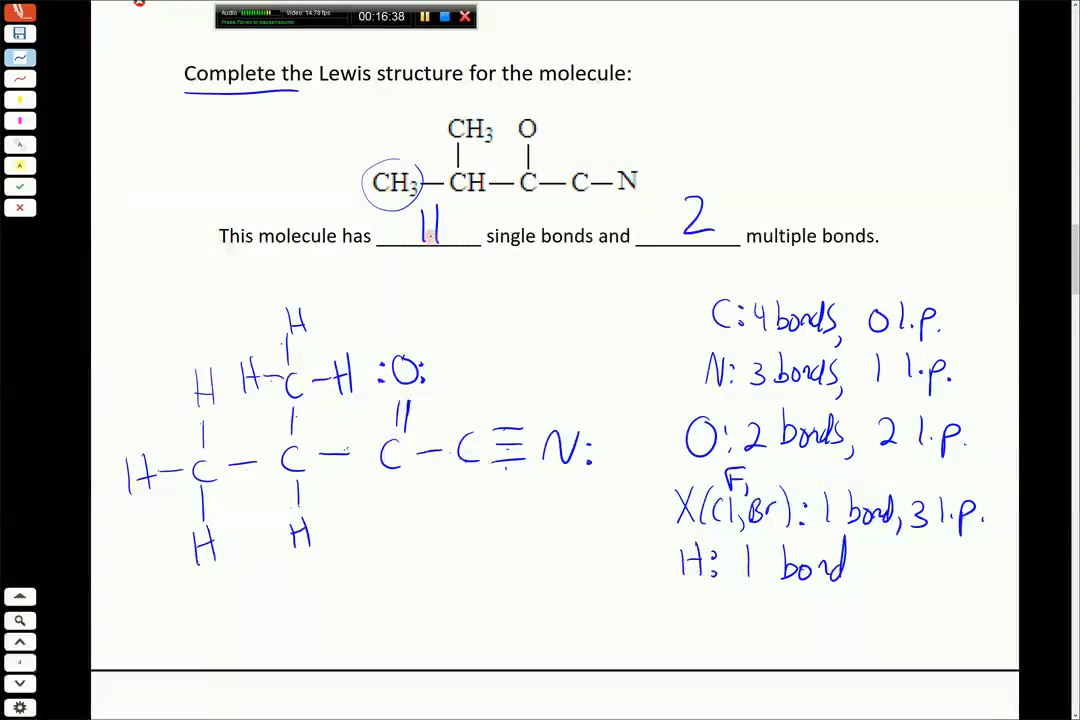 Audio Video: 14.78 fps 00:16:38
Press Pause to pause/resume
Complete the Lewis structure for the molecule:
CH3 O
CH3—CH—C—C—N
This molecule has 11 single bonds and 2 multiple bonds.
C: 4 bonds, 0 l.p.
N: 3 bonds, 1 l.p.
O: 2 bonds, 2 l.p.
F,
X(Cl, Br): 1 bond, 3 l.p.
H: 1 bond
H
H H–C–H :O:
H–C – C – C – C≡N:
H H